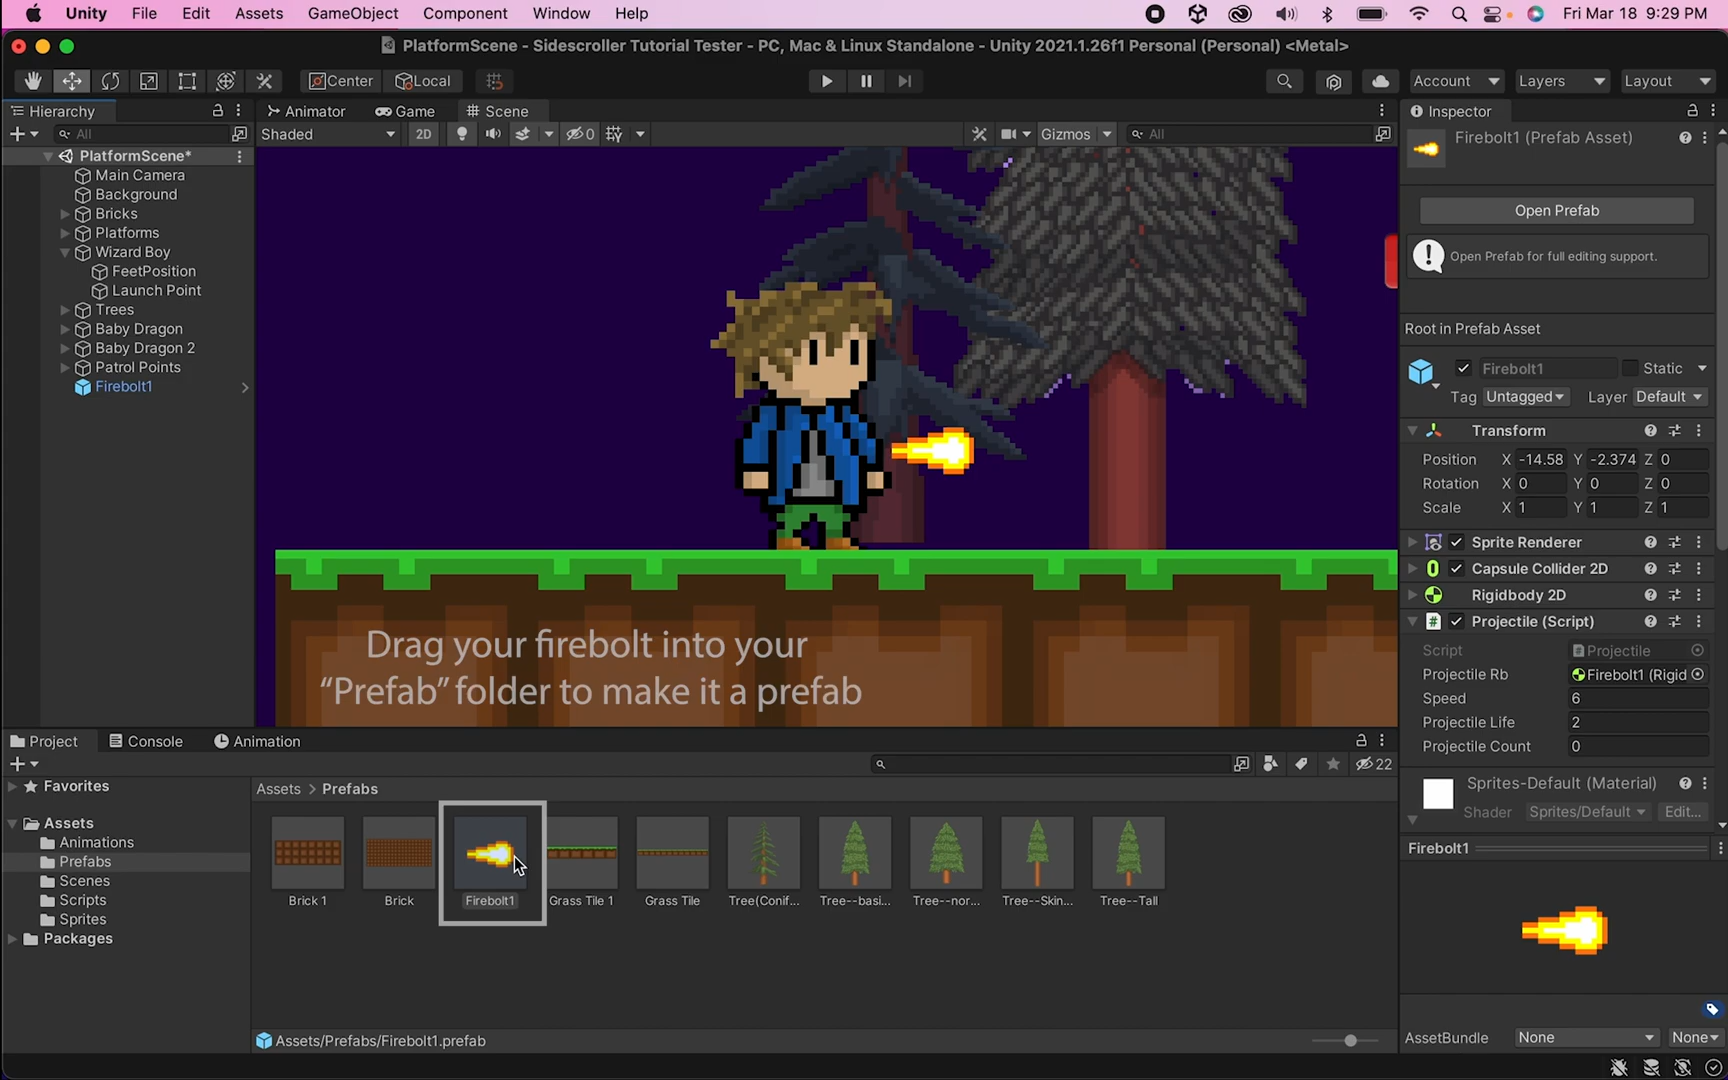 Unity File Edit Assets GameObject Component Window Help Fri Mar 18 9:29 PM
PlatformScene - Sidescroller Tutorial Tester - PC, Mac & Linux Standalone - Unity 2021.1.26f1 Personal (Personal) <Metal>
Center Local Account Layers Layout
Hierarchy
All
PlatformScene*
Main Camera
Background
Bricks
Platforms
Wizard Boy
FeetPosition
Launch Point
Trees
Baby Dragon
Baby Dragon 2
Patrol Points
Firebolt1
Animator Game Scene
Shaded 2D 0 Gizmos All
Drag your firebolt into your
“Prefab” folder to make it a prefab
Inspector
Firebolt1 (Prefab Asset)
Open Prefab
Open Prefab for full editing support.
Root in Prefab Asset
Firebolt1 Static
Tag Untagged Layer Default
Transform
Position X -14.58 Y -2.374 Z 0
Rotation X 0 Y 0 Z 0
Scale X 1 Y 1 Z 1
Sprite Renderer
Capsule Collider 2D
Rigidbody 2D
Projectile (Script)
Script Projectile
Projectile Rb Firebolt1 (Rigid
Speed 6
Projectile Life 2
Projectile Count 0
Sprites-Default (Material)
Shader Sprites/Default Edit...
Firebolt1
AssetBundle None None
Project Console Animation
22
Favorites
Assets
Animations
Prefabs
Scenes
Scripts
Sprites
Packages
Assets > Prefabs
Brick 1 Brick Firebolt1 Grass Tile 1 Grass Tile Tree(Conif... Tree--basi... Tree--nor... Tree--Skin... Tree--Tall
Assets/Prefabs/Firebolt1.prefab